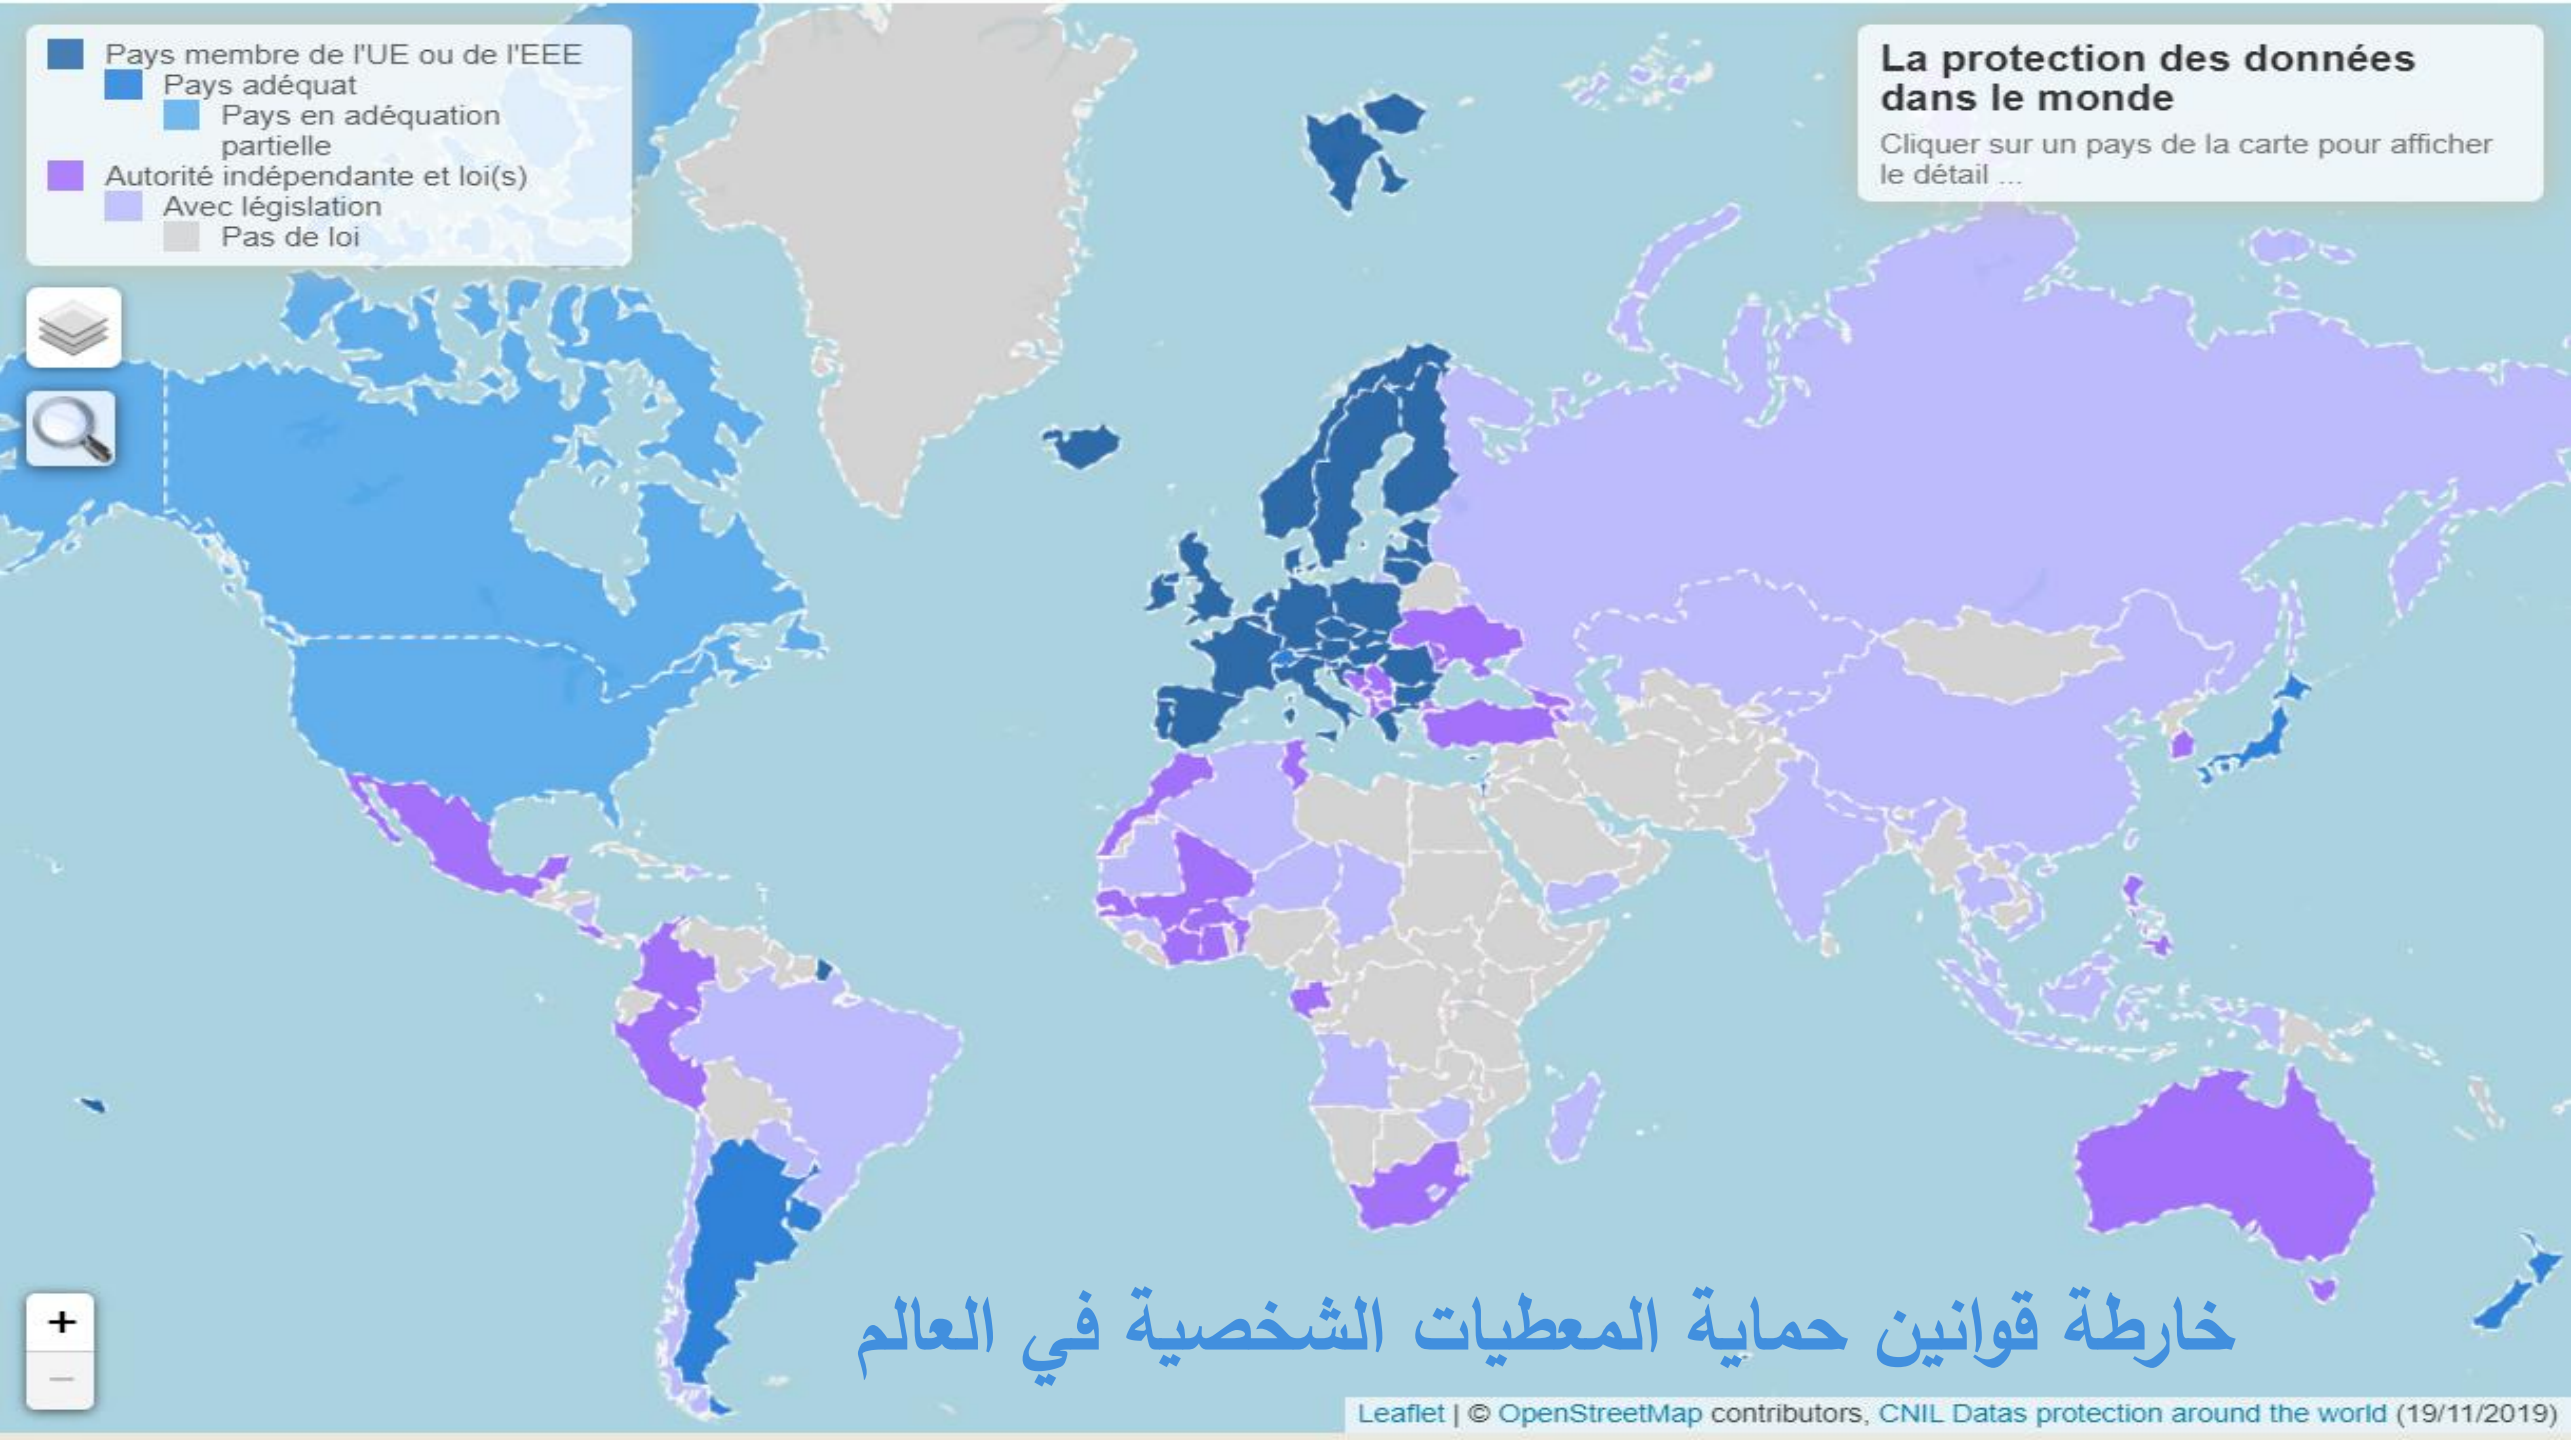 Pays membre de l'UE ou de l'EEE
Pays adéquat
Pays en adéquation
partielle
Autorité indépendante et loi(s)
Avec législation
Pas de loi
La protection des données
dans le monde
Cliquer sur un pays de la carte pour afficher
le détail ...
+
−
خارطة قوانين حماية المعطيات الشخصية في العالم
Leaflet | © OpenStreetMap contributors, CNIL Datas protection around the world (19/11/2019)